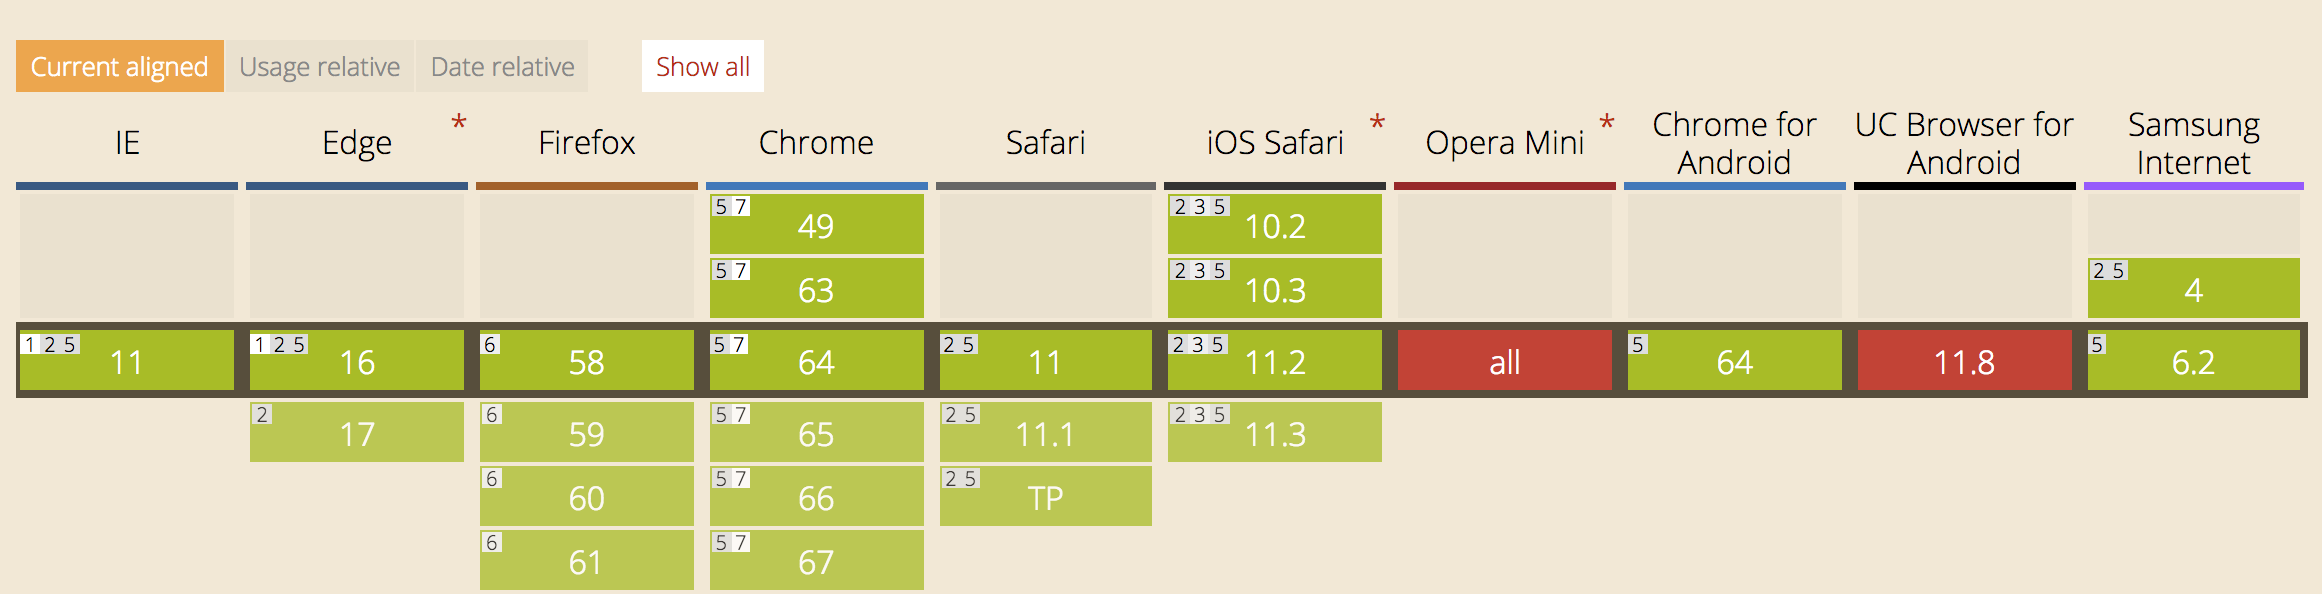 Current aligned Usage relative Date relative Show all
IE Edge * Firefox Chrome Safari iOS Safari * Opera Mini * Chrome for Android UC Browser for Android Samsung Internet
5 7 49 2 3 5 10.2
5 7 63 2 3 5 10.3 2 5 4
1 2 5 11 1 2 5 16 6 58 5 7 64 2 5 11 2 3 5 11.2 all 5 64 11.8 5 6.2
2 17 6 59 5 7 65 2 5 11.1 2 3 5 11.3
6 60 5 7 66 2 5 TP
6 61 5 7 67